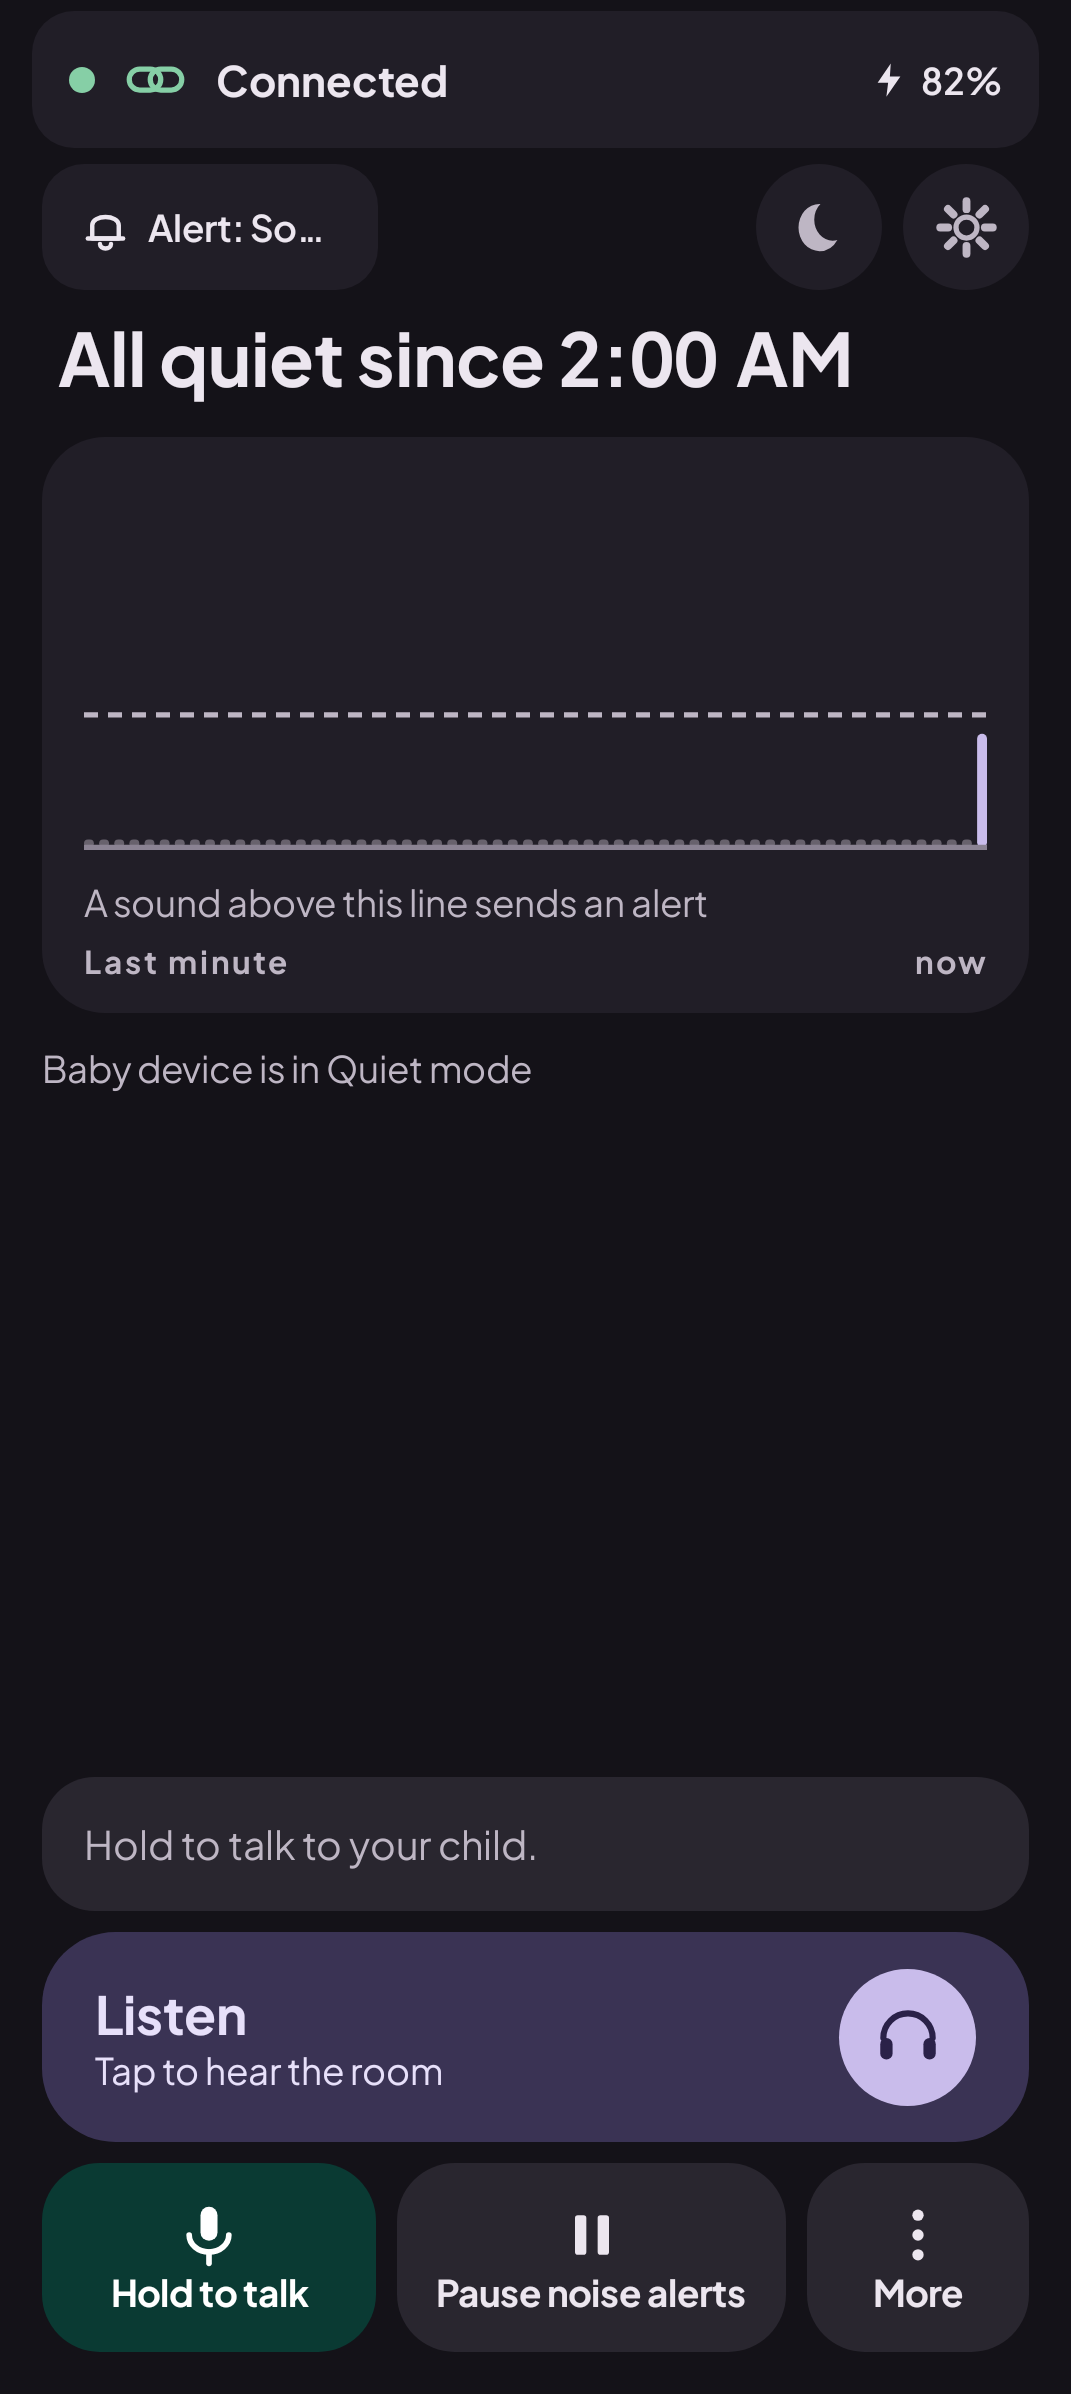 Connected
82%
Alert: So...
All quiet since 2:00 AM
A sound above this line sends an alert
Last minute
now
Baby device is in Quiet mode
Hold to talk to your child.
Listen
Tap to hear the room
Hold to talk
Pause noise alerts
More